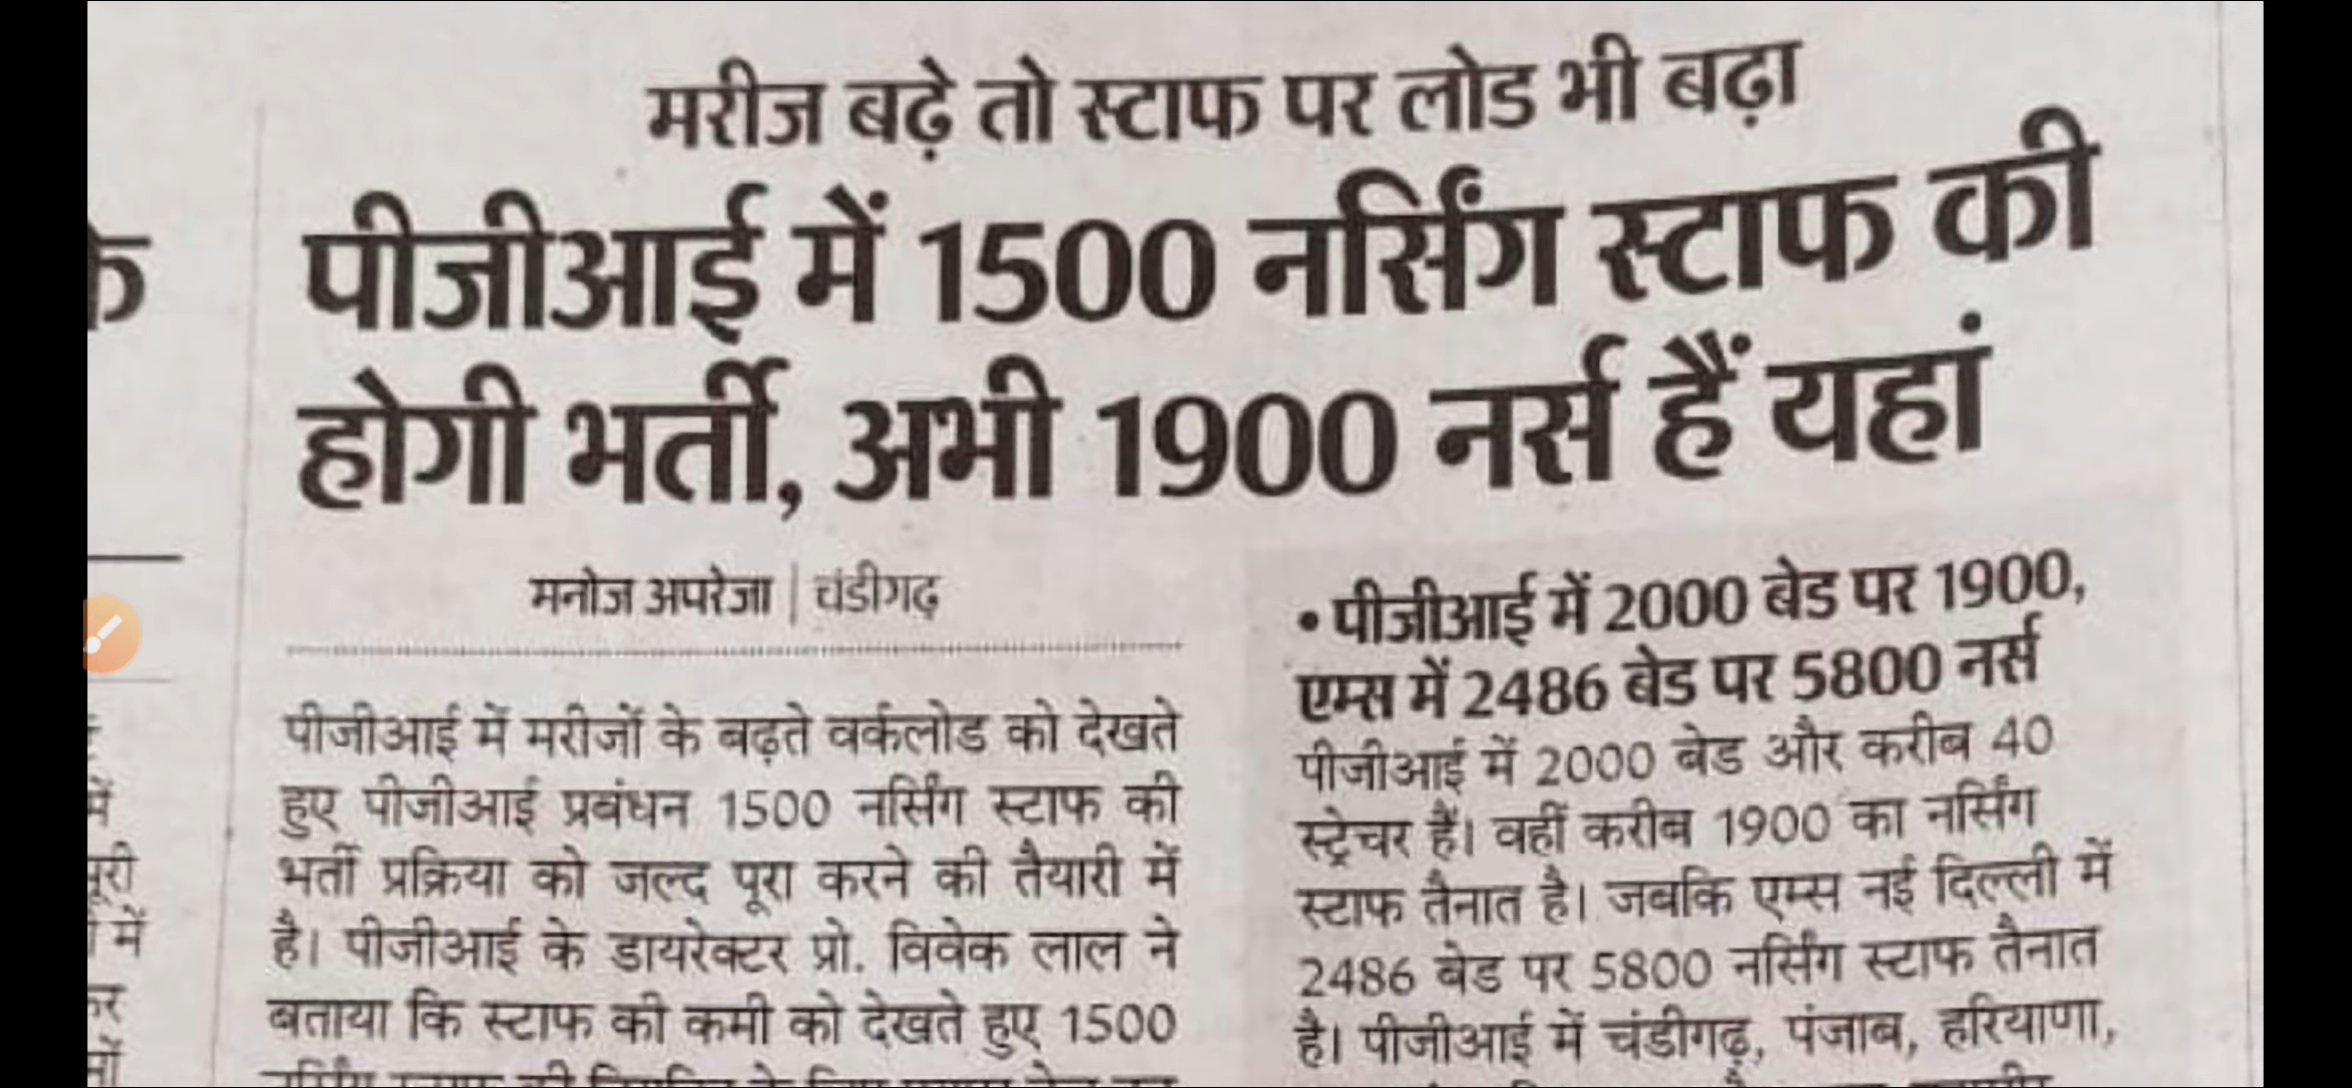 मरीज बढ़े तो स्टाफ पर लोड भी बढ़ा
पीजीआई में 1500 नर्सिंग स्टाफ की
होगी भर्ती, अभी 1900 नर्स हैं यहां
मनोज अपरेजा | चंडीगढ़
पीजीआई में मरीजों के बढ़ते वर्कलोड को देखते
हुए पीजीआई प्रबंधन 1500 नर्सिंग स्टाफ की
भर्ती प्रक्रिया को जल्द पूरा करने की तैयारी में
है। पीजीआई के डायरेक्टर प्रो. विवेक लाल ने
बताया कि स्टाफ की कमी को देखते हुए 1500
• पीजीआई में 2000 बेड पर 1900,
एम्स में 2486 बेड पर 5800 नर्स
पीजीआई में 2000 बेड और करीब 40
स्ट्रेचर हैं। वहीं करीब 1900 का नर्सिंग
स्टाफ तैनात है। जबकि एम्स नई दिल्ली में
2486 बेड पर 5800 नर्सिंग स्टाफ तैनात
है। पीजीआई में चंडीगढ़, पंजाब, हरियाणा,